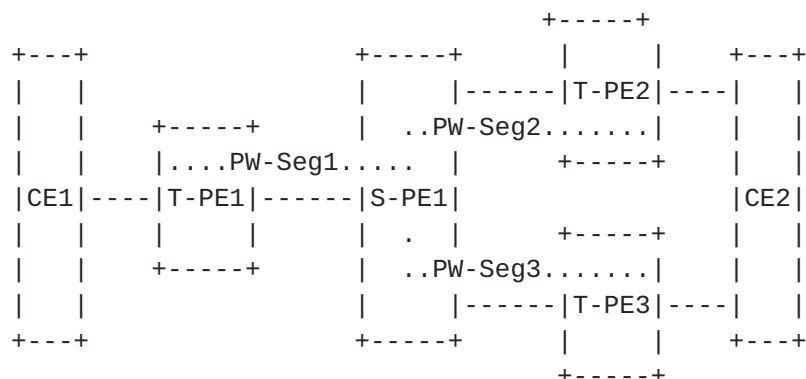 T-PE2
PW-Seg2
PW-Seg1
CE1 T-PE1 S-PE1 CE2
PW-Seg3
T-PE3